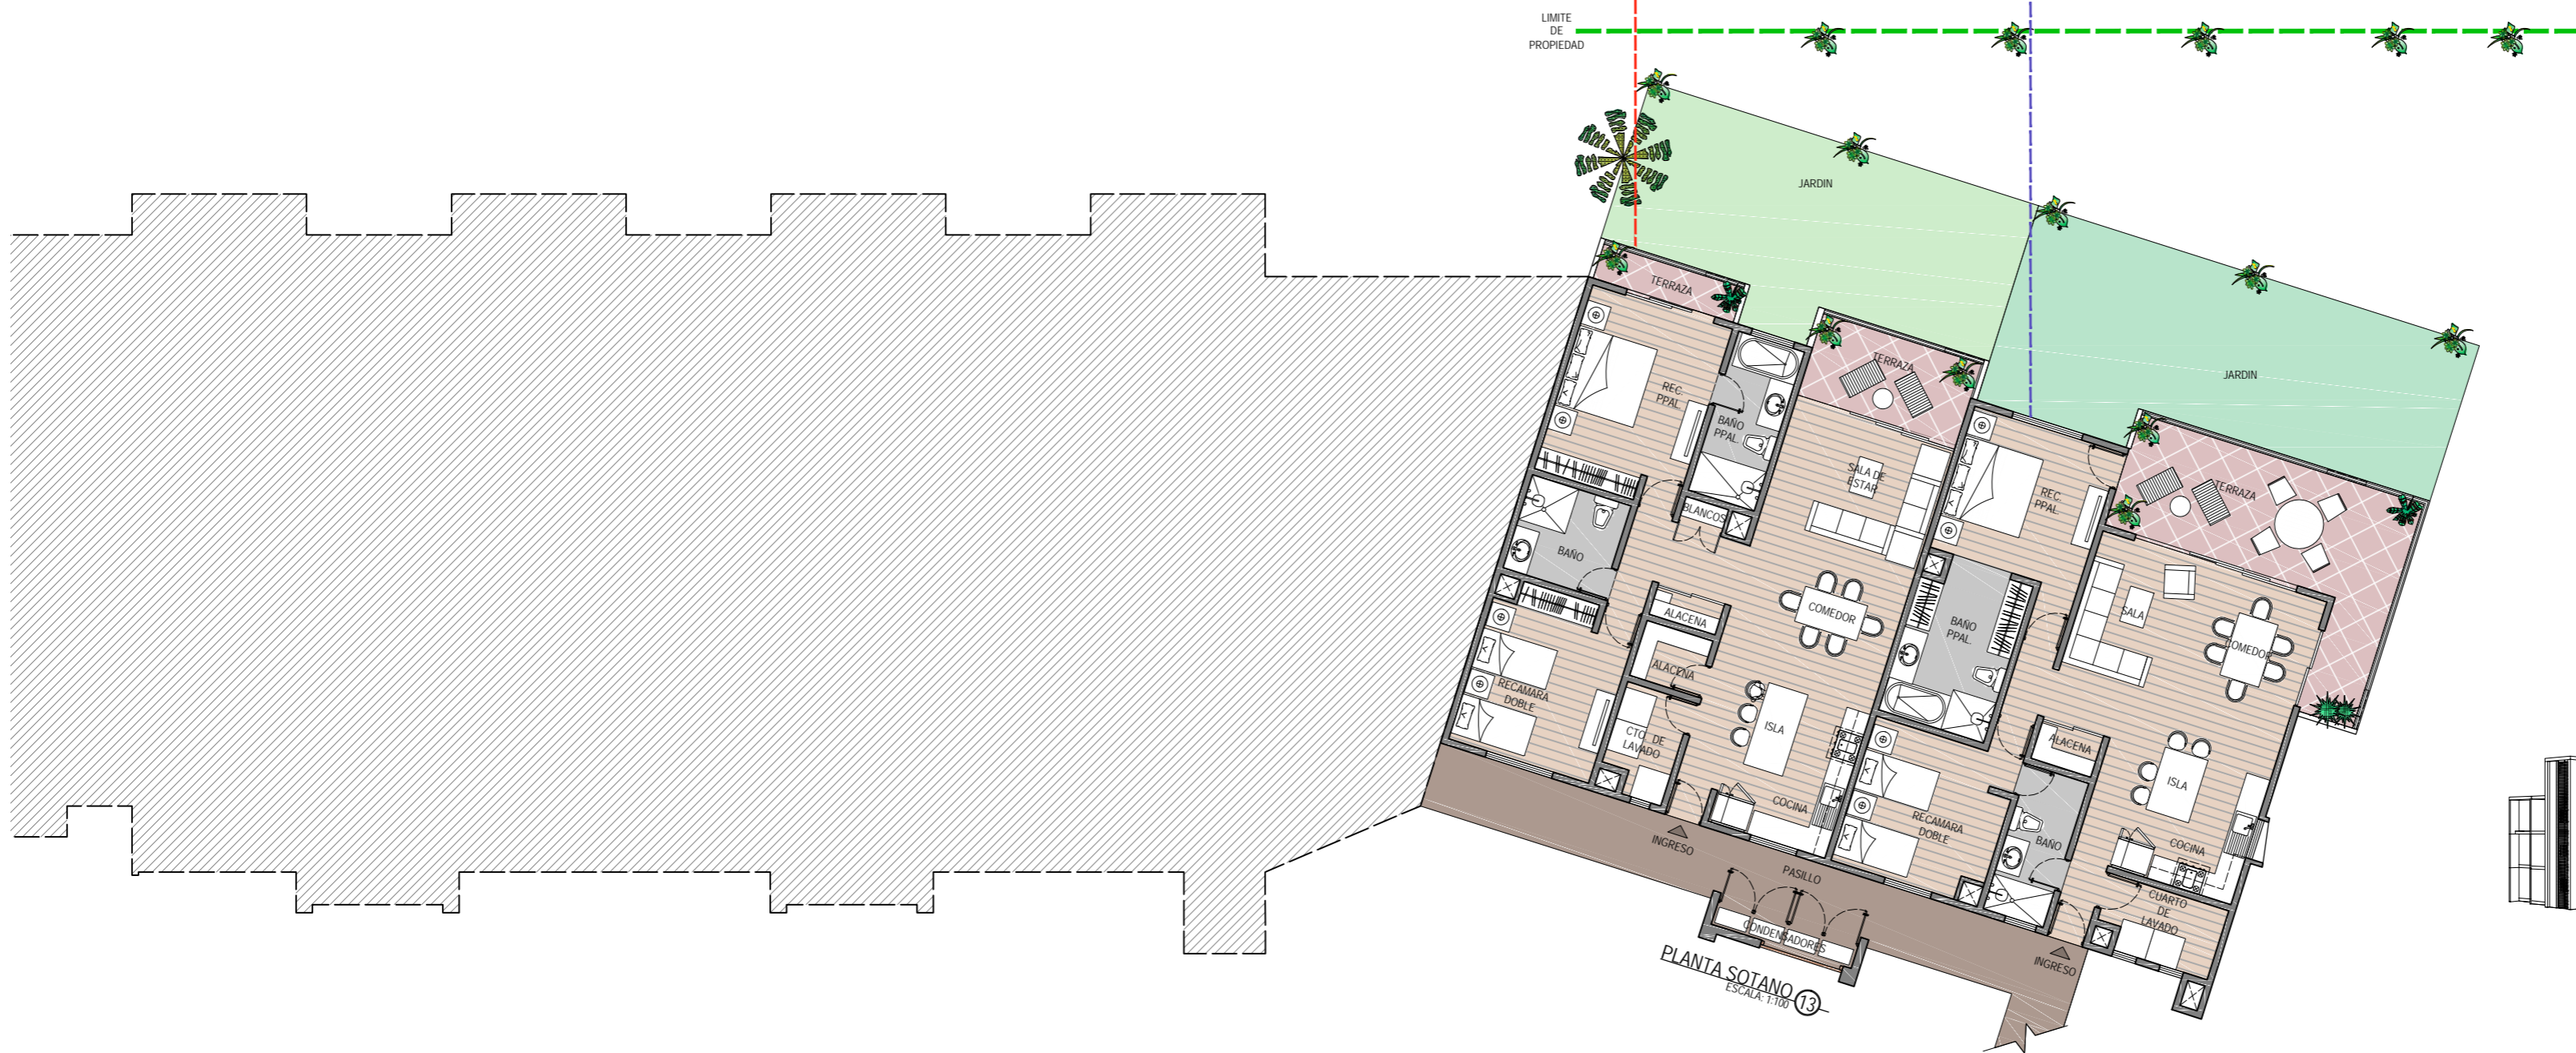 LIMITE
DE
PROPIEDAD
JARDIN
JARDIN
TERRAZA
TERRAZA
TERRAZA
REC.
PPAL.
BAÑO
PPAL.
SALA DE
ESTAR
BLANCOS
BAÑO
ALACENA
ALACENA
COMEDOR
RECAMARA
DOBLE
CTO. DE
LAVADO
ISLA
COCINA
INGRESO
REC.
PPAL.
BAÑO
PPAL.
SALA
COMEDOR
ALACENA
ISLA
RECAMARA
DOBLE
BAÑO
COCINA
CUARTO
DE
LAVADO
PASILLO
CONDENSADORES
INGRESO
PLANTA SOTANO 13
ESCALA: 1:100